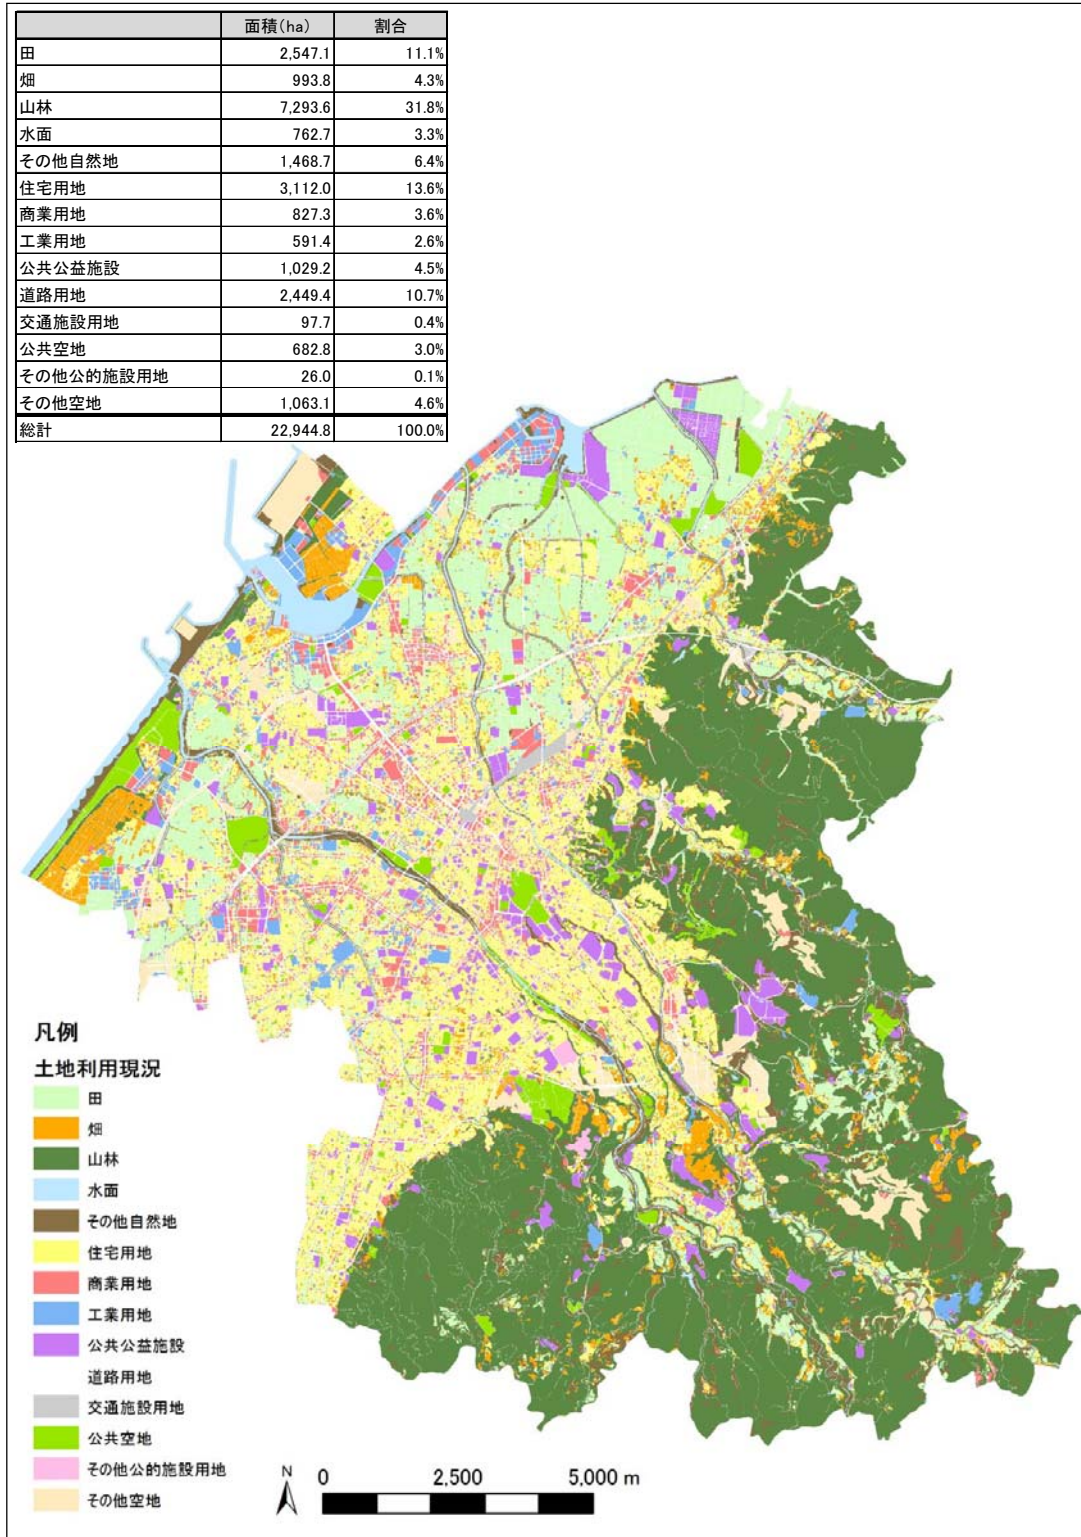 面積(ha) 割合
田 2,547.1 11.1%
畑 993.8 4.3%
山林 7,293.6 31.8%
水面 762.7 3.3%
その他自然地 1,468.7 6.4%
住宅用地 3,112.0 13.6%
商業用地 827.3 3.6%
工業用地 591.4 2.6%
公共公益施設 1,029.2 4.5%
道路用地 2,449.4 10.7%
交通施設用地 97.7 0.4%
公共空地 682.8 3.0%
その他公的施設用地 26.0 0.1%
その他空地 1,063.1 4.6%
総計 22,944.8 100.0%
凡例
土地利用現況
田
畑
山林
水面
その他自然地
住宅用地
商業用地
工業用地
公共公益施設
道路用地
交通施設用地
公共空地
その他公的施設用地
その他空地
N
0 2,500 5,000 m